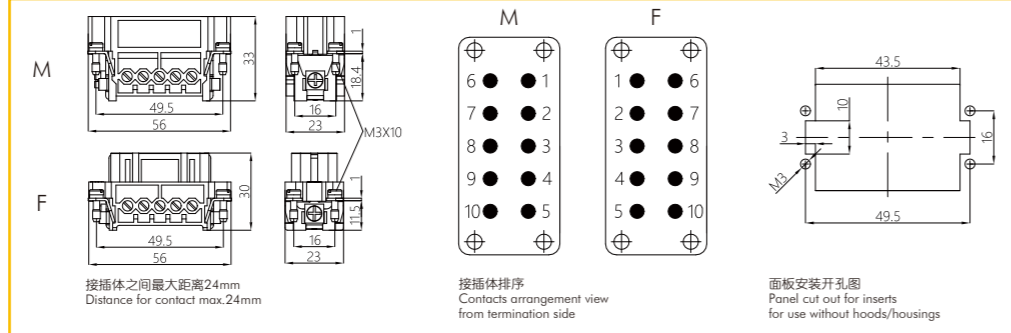 M
33
1
18.4
49.5
56
16
23
M3X10
F
30
1
11.5
49.5
56
16
23
接插体之间最大距离24mm
Distance for contact max.24mm
M F
6 1 1 6
7 2 2 7
8 3 3 8
9 4 4 9
10 5 5 10
接插体排序
Contacts arrangement view
from termination side
43.5
10
3
16
M3
49.5
面板安装开孔图
Panel cut out for inserts
for use without hoods/housings